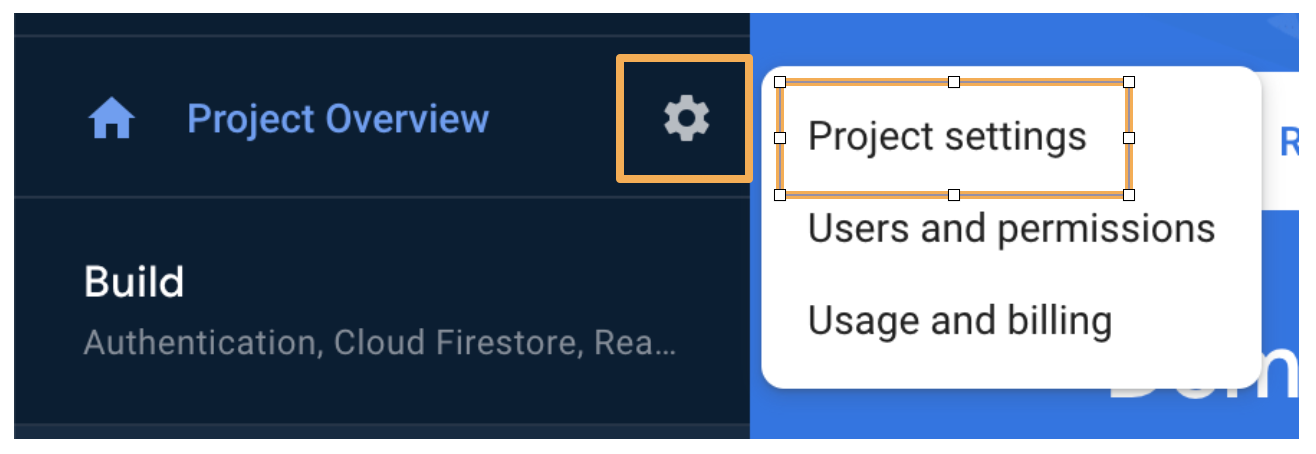 Project Overview
Build
Authentication, Cloud Firestore, Rea...
Project settings
Users and permissions
Usage and billing
R